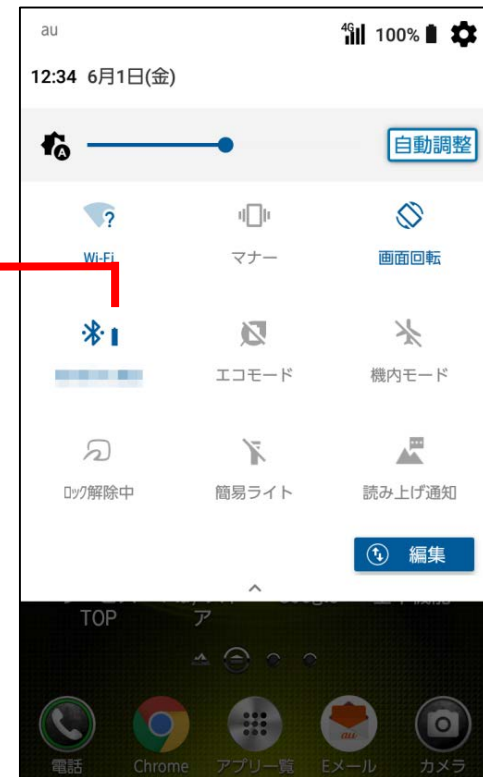 au
4G 100%
12:34 6月1日(金)
A
自動調整
?
Wi-Fi マナー 画面回転
エコモード 機内モード
ロック解除中 簡易ライト 読み上げ通知
編集
TOP ア
au
電話 Chrome アプリ一覧 Eメール カメラ